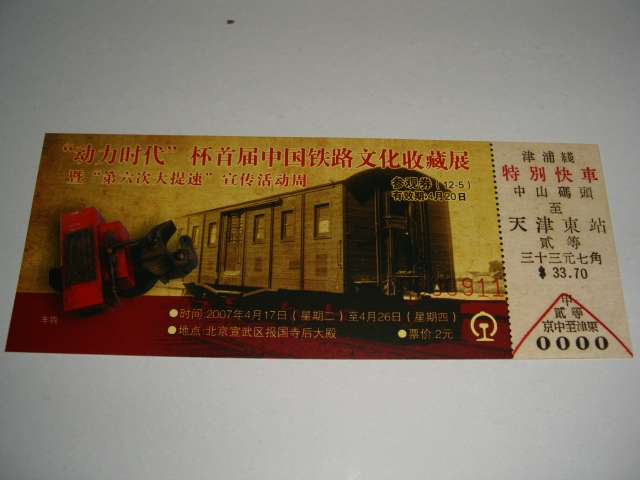 “动力时代”杯首届中国铁路文化收藏展
暨“第六次大提速”宣传活动周
参观券(12-5)
有效期:4月20日
车钩
●时间:2007年4月17日(星期二)至4月26日(星期四)
●地点:北京宣武区报国寺后大殿
●票价:2元
津浦綫
特別快車
中山碼頭
至
天津東站
貳等
三十三元七角
$ 33.70
中
貳等
京中至津東
0000